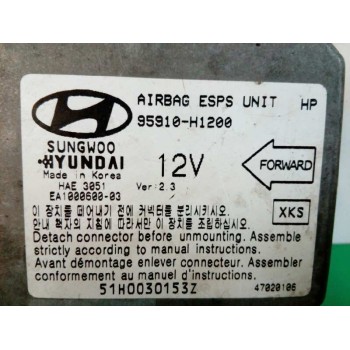 AIRBAG ESPS UNIT HP
95910-H1200
SUNGWOO
HYUNDAI
Made in Korea
HAE 3051
EA1000600-03
12V
Ver: 2.3
FORWARD
XKS
이 장치를 떼어내기 전에 커넥터를 분리시키시오.
안내 책자의 지침에 따라서만 이 장치를 조립하시오.
Detach connector before unmounting. Assemble
strictly according to manual instructions.
Avant démontage enlever connecteur. Assembler
conformement au manuel d'instructions.
51H0030153Z
47020106